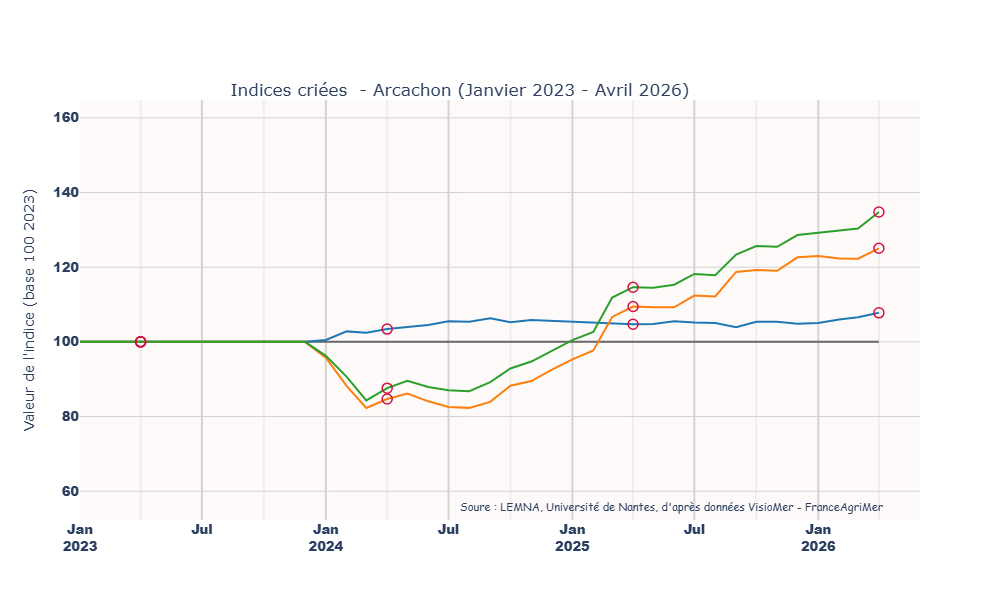 Indices criées - Arcachon (Janvier 2023 - Avril 2026)
Valeur de l'indice (base 100 2023)
160
140
120
100
80
60
Soure : LEMNA, Université de Nantes, d'après données VisioMer - FranceAgriMer
Jan Jul Jan Jul Jan Jul Jan
2023 2024 2025 2026